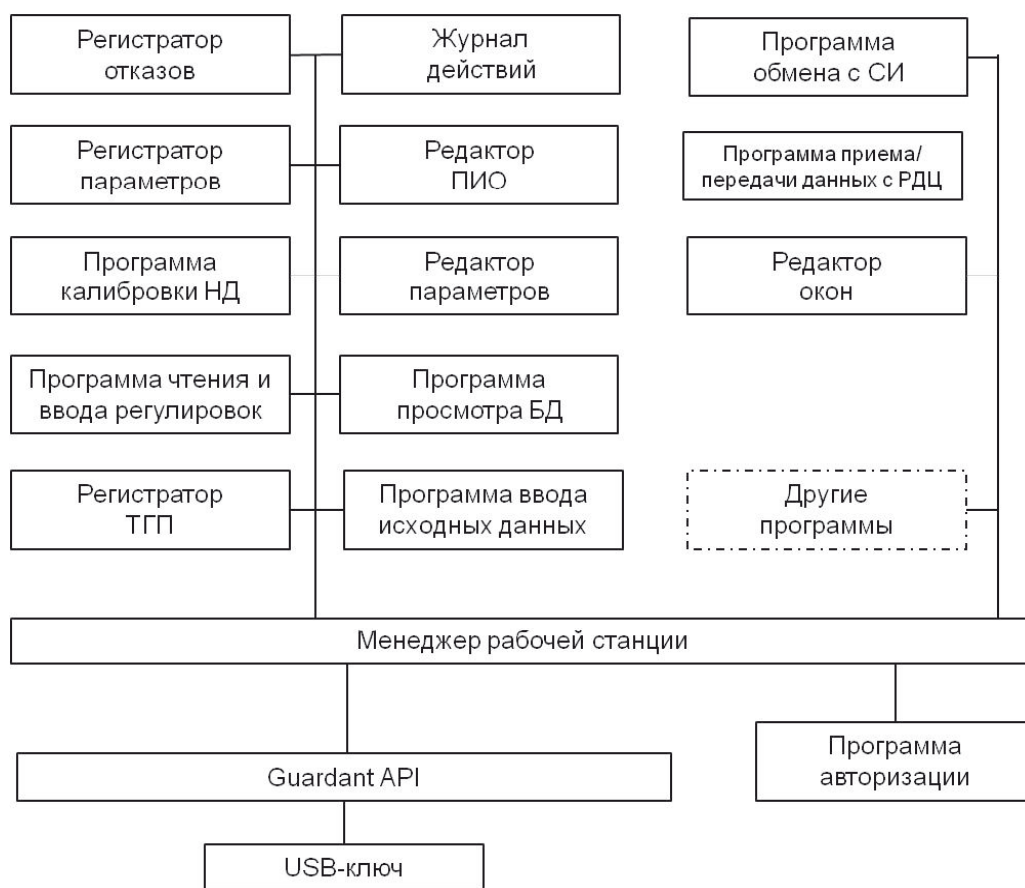 Регистратор
отказов
Журнал
действий
Программа
обмена с СИ
Регистратор
параметров
Редактор
ПИО
Программа приема/
передачи данных с РДЦ
Программа
калибровки НД
Редактор
параметров
Редактор
окон
Программа чтения и
ввода регулировок
Программа
просмотра БД
Регистратор
ТГП
Программа ввода
исходных данных
Другие
программы
Менеджер рабочей станции
Guardant API
Программа
авторизации
USB-ключ